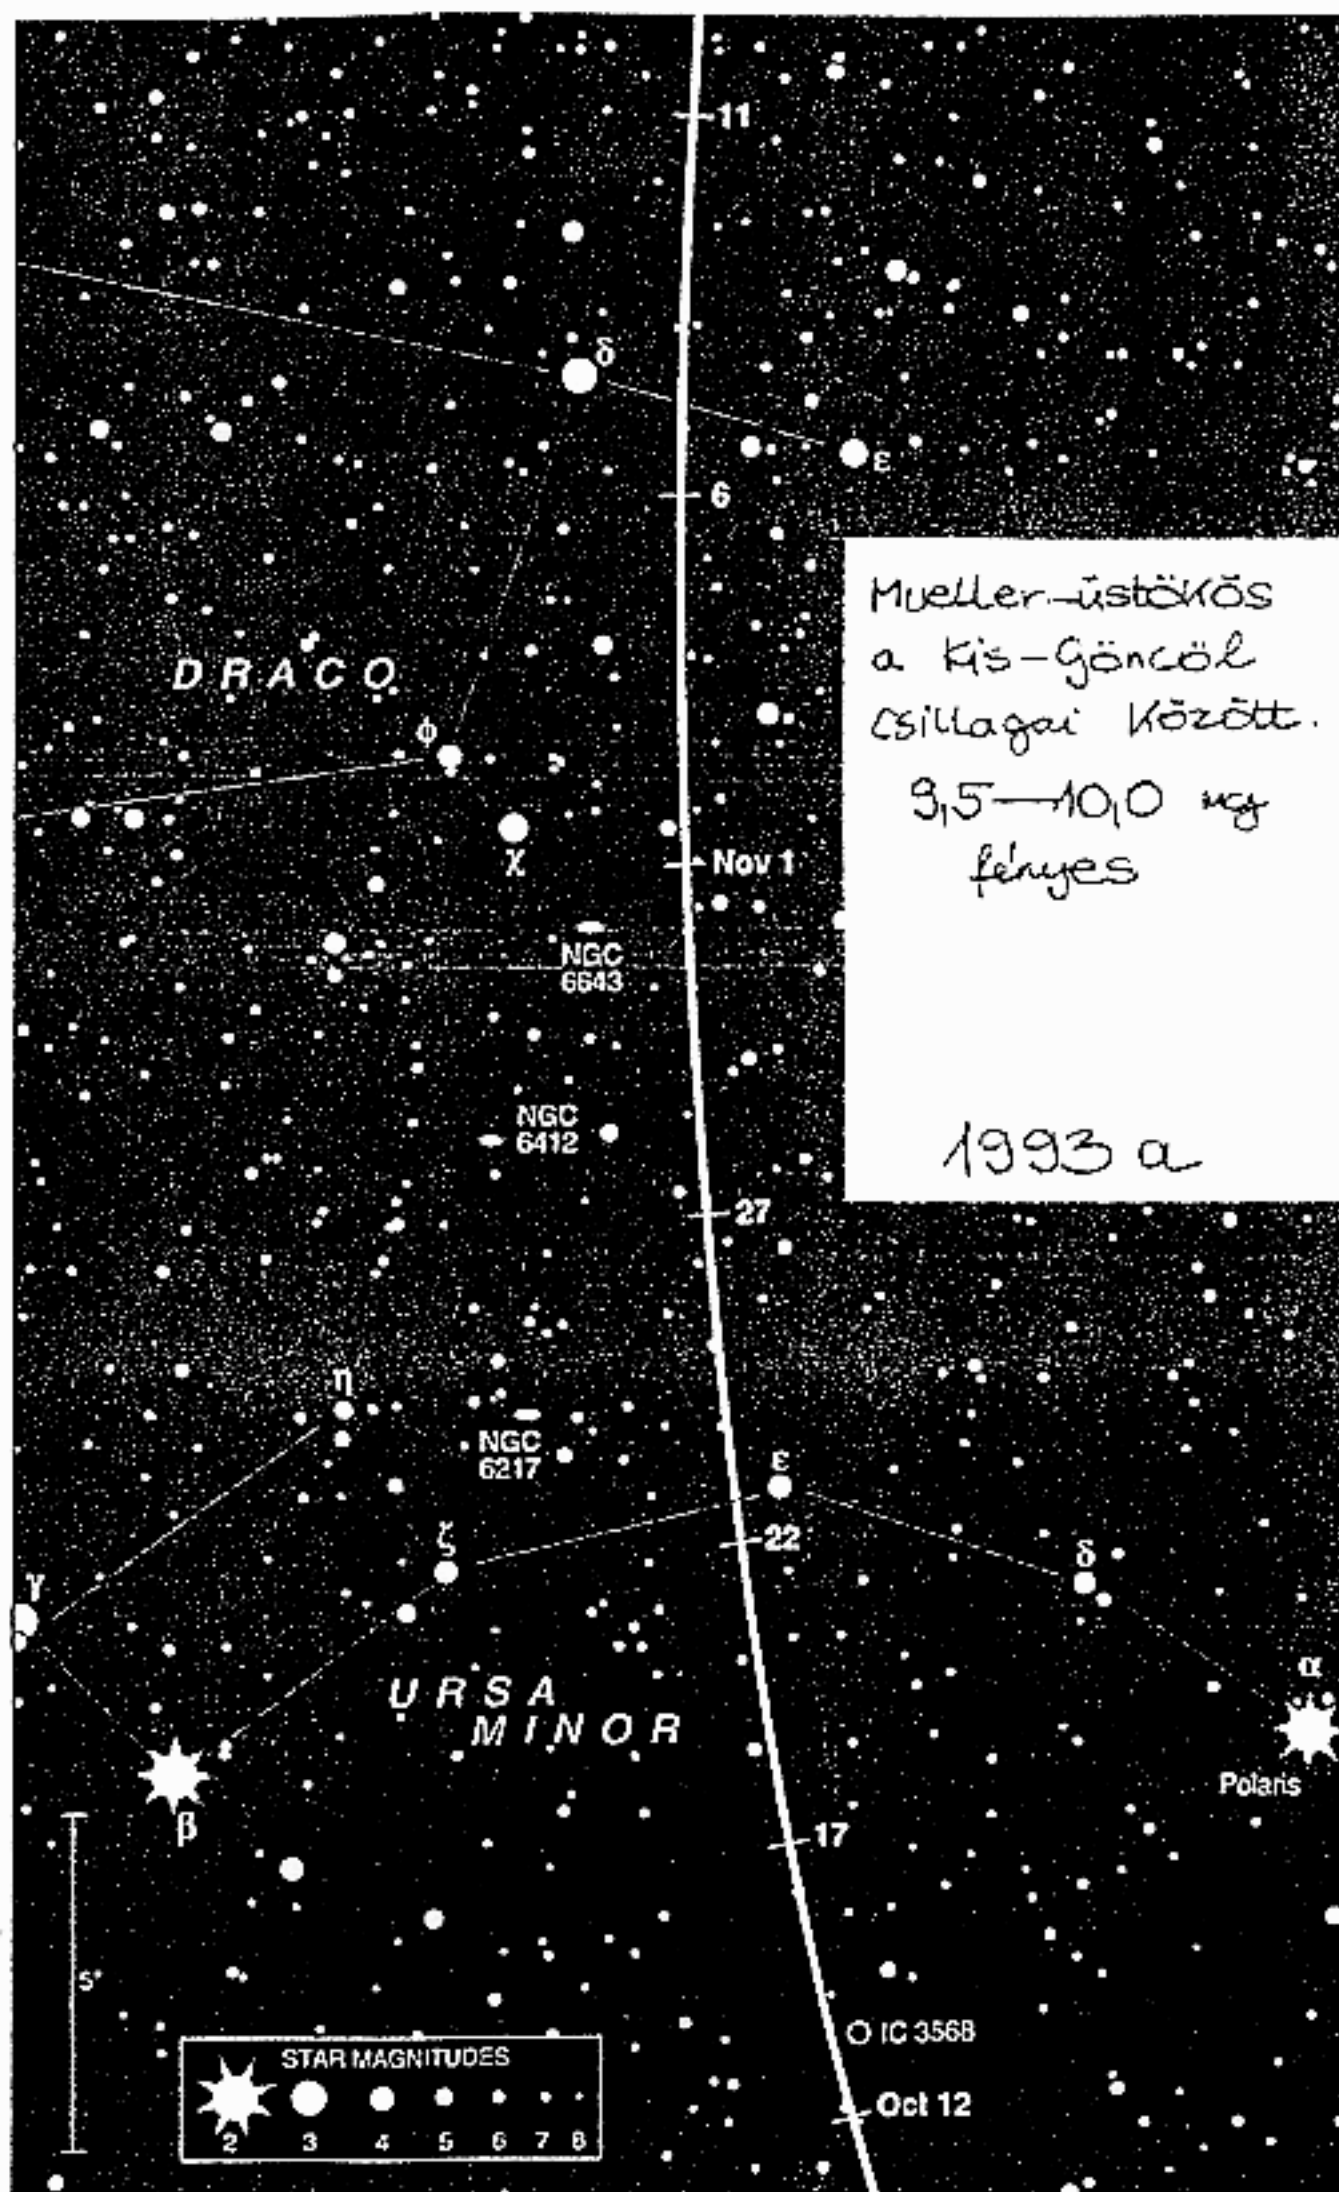 11
δ
ε
6
Mueller-üstökös
a Kis-Göncöl
csillagai között.
9,5—10,0 mg
fényes
1993 a
DRACO
φ
χ
Nov 1
NGC
6643
NGC
6412
27
η
NGC
6217
ε
22
ζ
δ
γ
α
URSA
MINOR
Polaris
β
17
5°
IC 3568
STAR MAGNITUDES
2 3 4 5 6 7 8
Oct 12